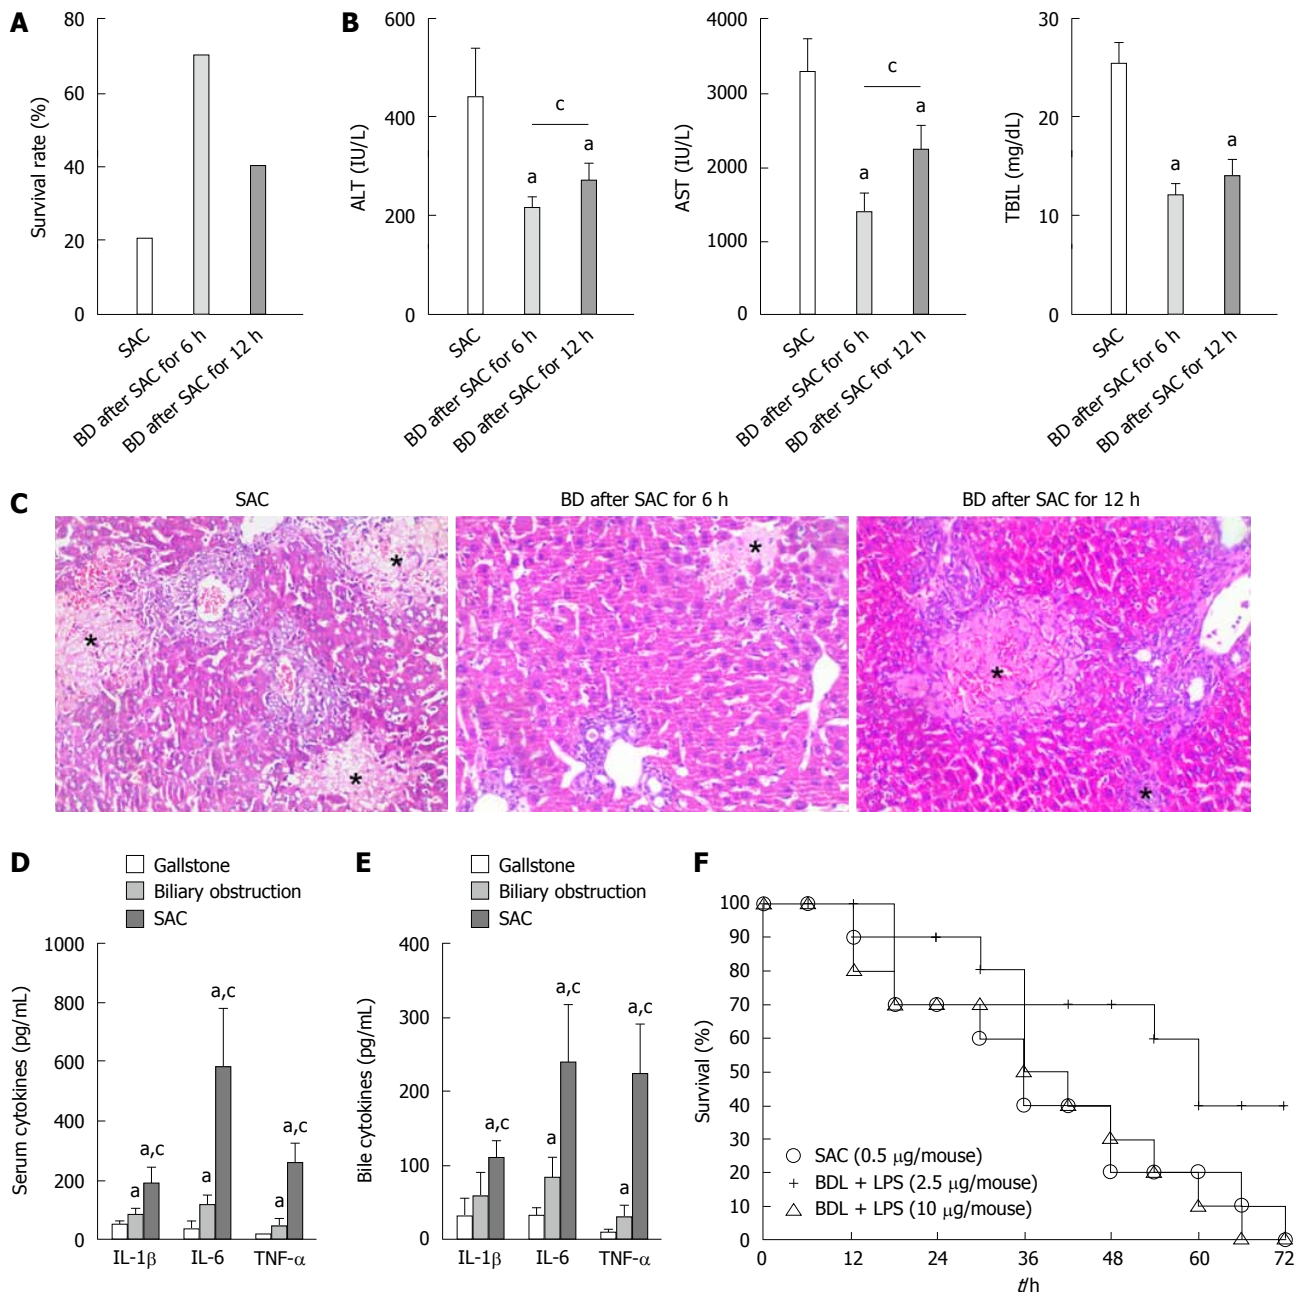 A
80
60
40
20
0
Survival rate (%)
SAC
BD after SAC for 6 h
BD after SAC for 12 h
B
600
400
200
0
ALT (IU/L)
a
a
c
SAC
BD after SAC for 6 h
BD after SAC for 12 h
4000
3000
2000
1000
0
AST (IU/L)
a
a
c
SAC
BD after SAC for 6 h
BD after SAC for 12 h
30
20
10
0
TBIL (mg/dL)
a
a
SAC
BD after SAC for 6 h
BD after SAC for 12 h
C
SAC
BD after SAC for 6 h
BD after SAC for 12 h
*
*
*
*
*
*
D
Gallstone
Biliary obstruction
SAC
1000
800
600
400
200
0
Serum cytokines (pg/mL)
a
a,c
a
a,c
a
a,c
IL-1β
IL-6
TNF-α
E
Gallstone
Biliary obstruction
SAC
400
300
200
100
0
Bile cytokines (pg/mL)
a,c
a
a,c
a
a,c
IL-1β
IL-6
TNF-α
F
100
90
80
70
60
50
40
30
20
10
0
Survival (%)
SAC (0.5 μg/mouse)
BDL + LPS (2.5 μg/mouse)
BDL + LPS (10 μg/mouse)
0 12 24 36 48 60 72
t/h